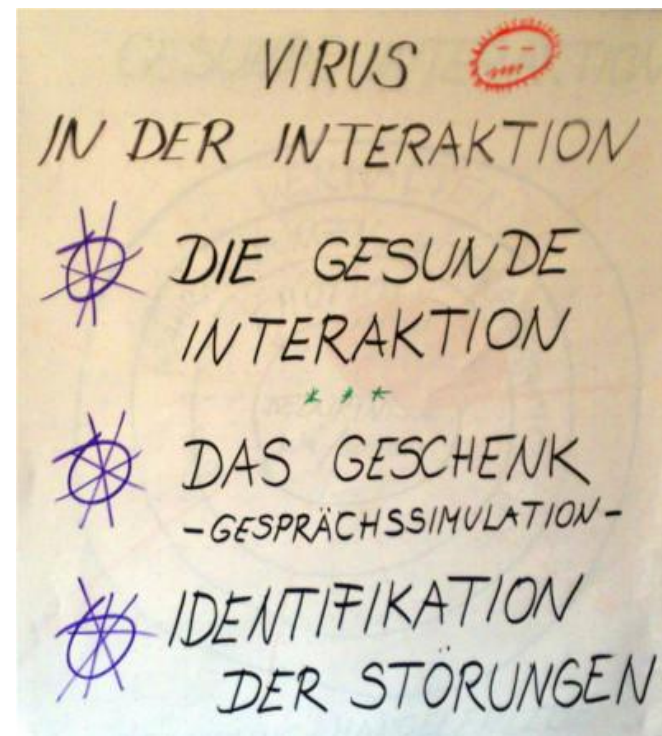 VIRUS
IN DER INTERAKTION
DIE GESUNDE
INTERAKTION
* * *
DAS GESCHENK
-GESPRÄCHSSIMULATION-
IDENTIFIKATION
DER STÖRUNGEN